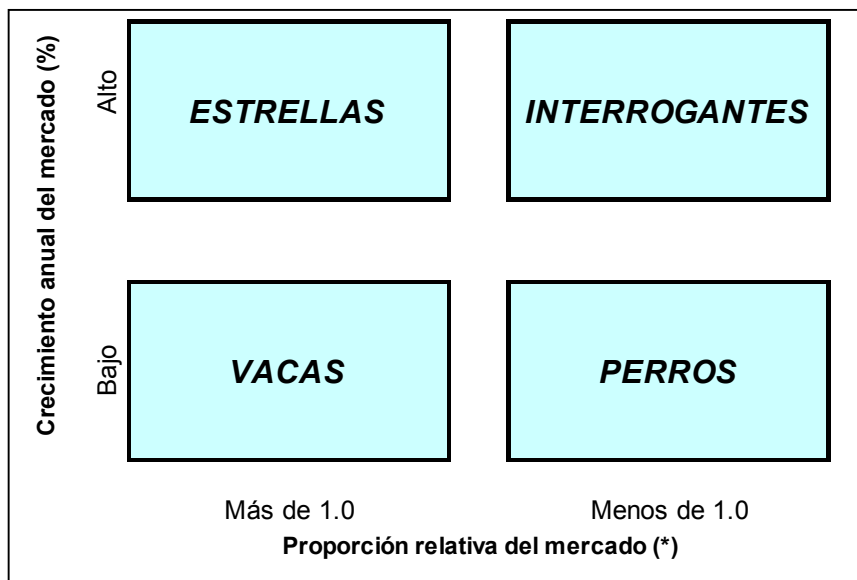 Crecimiento anual del mercado (%)
Alto
ESTRELLAS
INTERROGANTES
Bajo
VACAS
PERROS
Más de 1.0
Menos de 1.0
Proporción relativa del mercado (*)